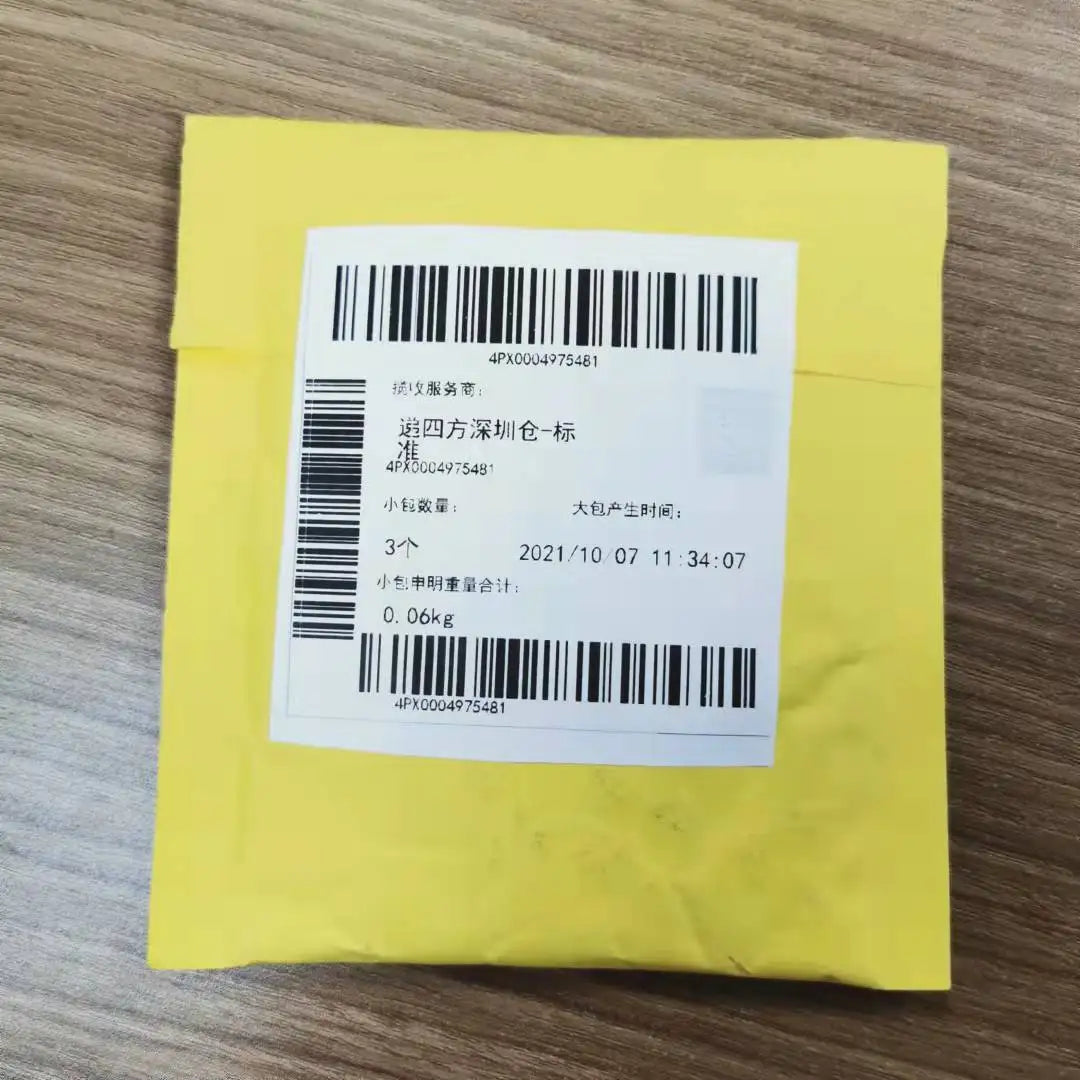 4PX0004975481
揽收服务商：
递四方深圳仓-标
准
4PX0004975481
小包数量：
大包产生时间：
3个
2021/10/07 11:34:07
小包申明重量合计：
0.06kg
4PX0004975481